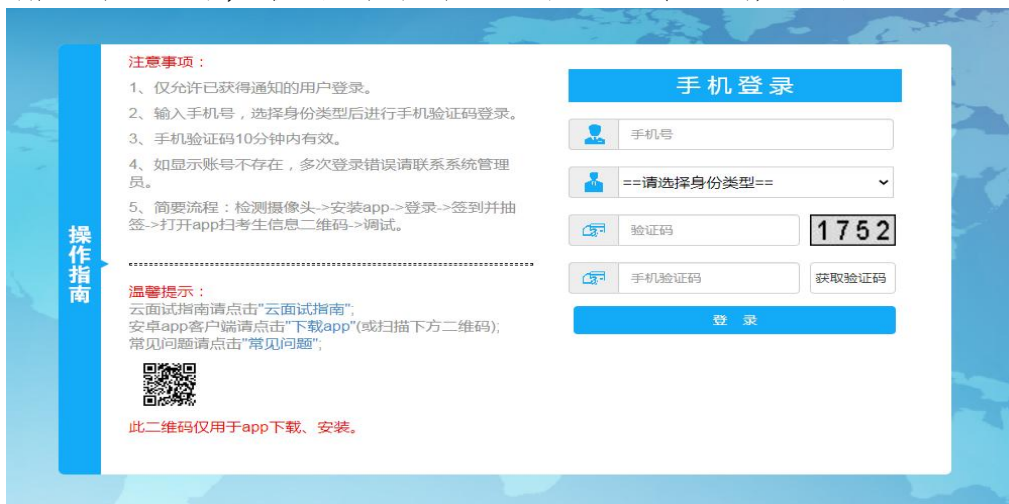 注意事项：
1、仅允许已获得通知的用户登录。
2、输入手机号，选择身份类型后进行手机验证码登录。
3、手机验证码10分钟内有效。
4、如显示账号不存在，多次登录错误请联系系统管理
员。
5、简要流程：检测摄像头->安装app->登录->签到并抽
签->打开app扫考生信息二维码->调试。
操作指南
温馨提示：
云面试指南请点击"云面试指南";
安卓app客户端请点击"下载app"(或扫描下方二维码);
常见问题请点击"常见问题";
此二维码仅用于app下载、安装。
手机登录
手机号
==请选择身份类型==
验证码
1752
手机验证码
获取验证码
登 录